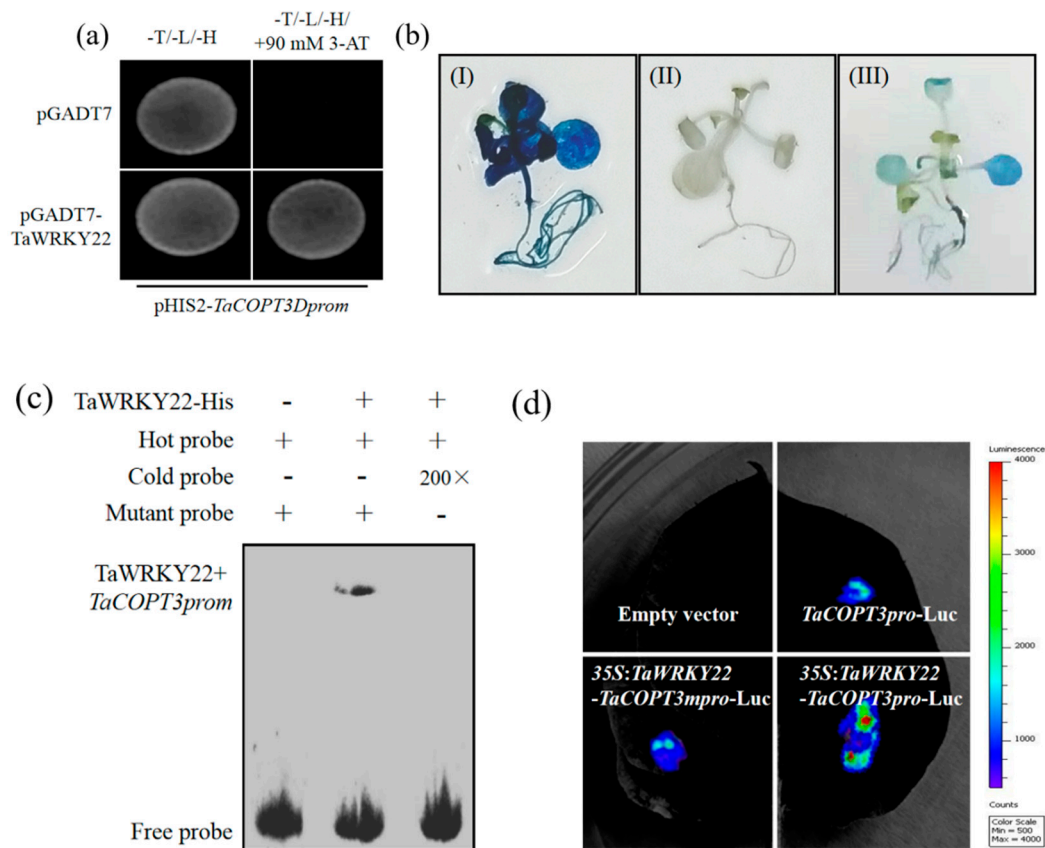 (a)
-T/-L/-H
-T/-L/-H/
+90 mM 3-AT
pGADT7
pGADT7-
TaWRKY22
pHIS2-TaCOPT3Dprom
(b)
(I)
(II)
(III)
(c)
TaWRKY22-His - + +
Hot probe + + +
Cold probe - - 200×
Mutant probe + + -
TaWRKY22+
TaCOPT3prom
Free probe
(d)
Empty vector
TaCOPT3pro-Luc
35S:TaWRKY22
-TaCOPT3mpro-Luc
35S:TaWRKY22
-TaCOPT3pro-Luc
Luminescence
4000
3000
2000
1000
Counts
Color Scale
Min = 500
Max = 4000